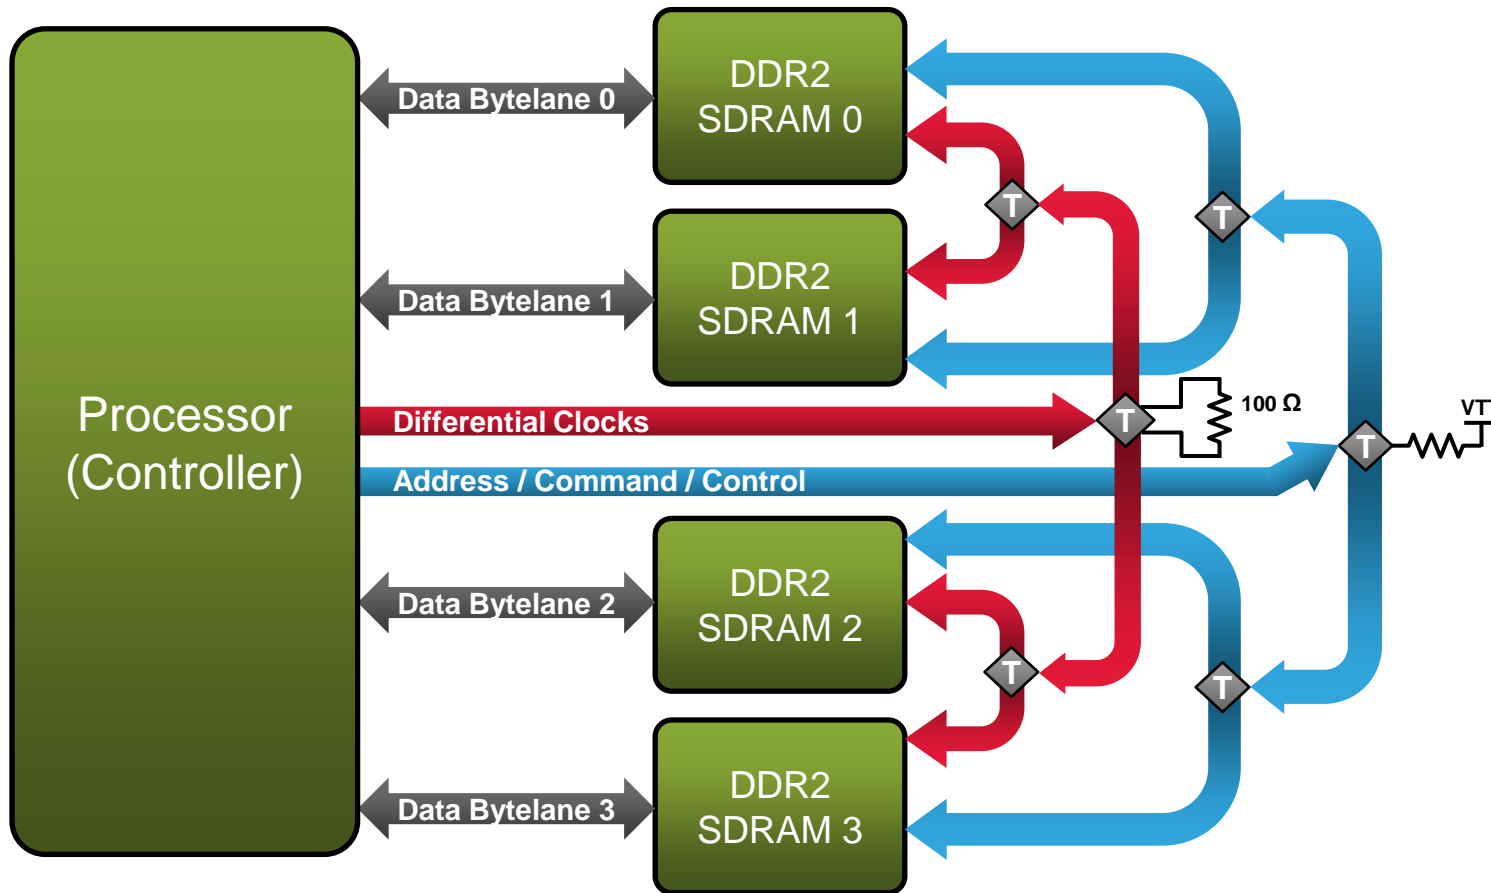 Processor
(Controller)
Data Bytelane 0
DDR2
SDRAM 0
T
T
Data Bytelane 1
DDR2
SDRAM 1
Differential Clocks
T
100 Ω
VT
Address / Command / Control
T
Data Bytelane 2
DDR2
SDRAM 2
T
T
Data Bytelane 3
DDR2
SDRAM 3